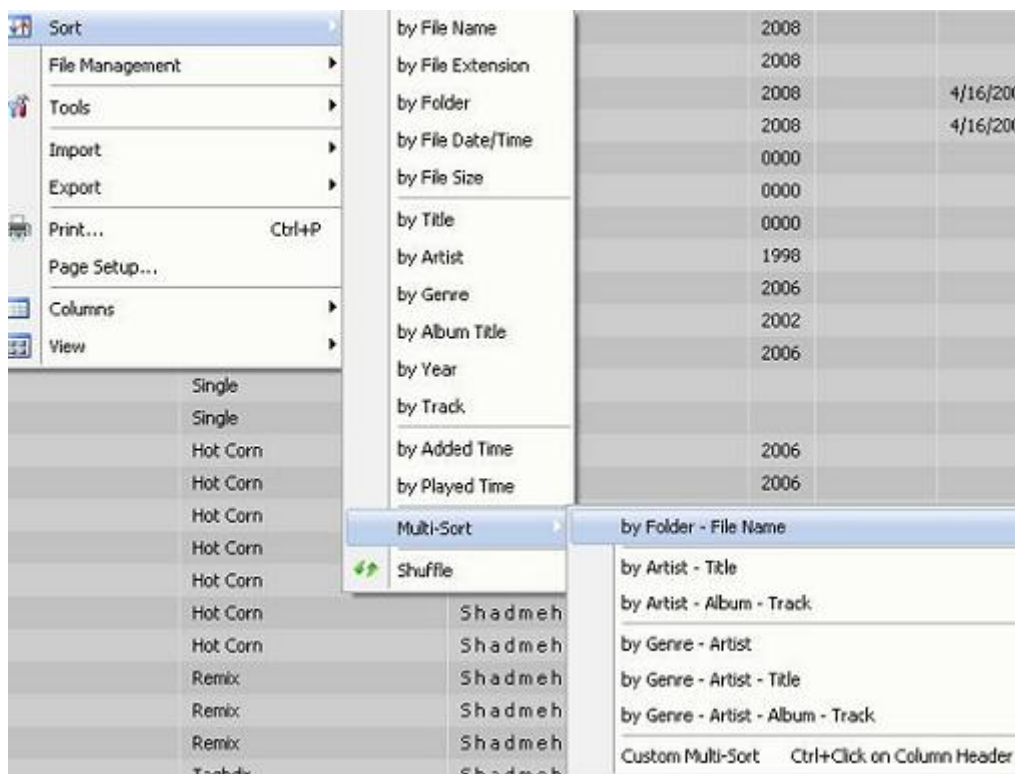 Sort
File Management
Tools
Import
Export
Print... Ctrl+P
Page Setup...
Columns
View
by File Name
by File Extension
by Folder
by File Date/Time
by File Size
by Title
by Artist
by Genre
by Album Title
by Year
by Track
by Added Time
by Played Time
Multi-Sort
Shuffle
by Folder - File Name
by Artist - Title
by Artist - Album - Track
by Genre - Artist
by Genre - Artist - Title
by Genre - Artist - Album - Track
Custom Multi-Sort Ctrl+Click on Column Header
2008
2008
2008 4/16/200
2008 4/16/200
0000
0000
0000
1998
2006
2002
2006
Single
Single
Hot Corn 2006
Hot Corn 2006
Hot Corn
Hot Corn
Hot Corn
Hot Corn Shadmeh
Hot Corn Shadmeh
Remix Shadmeh
Remix Shadmeh
Remix Shadmeh